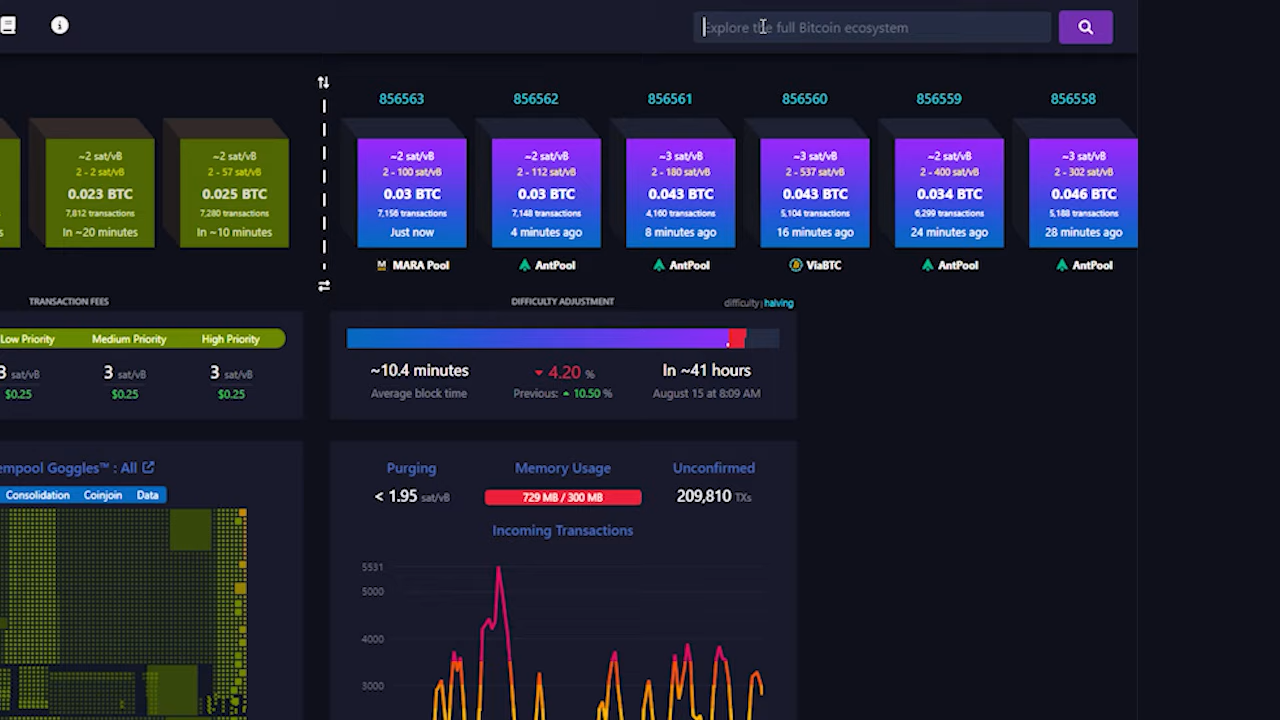 Explore the full Bitcoin ecosystem
856563
856562
856561
856560
856559
856558
~2 sat/vB
2 - 2 sat/vB
0.023 BTC
7,812 transactions
In ~20 minutes
~2 sat/vB
2 - 57 sat/vB
0.025 BTC
7,280 transactions
In ~10 minutes
~2 sat/vB
2 - 100 sat/vB
0.03 BTC
7,156 transactions
Just now
MARA Pool
~2 sat/vB
2 - 112 sat/vB
0.03 BTC
7,148 transactions
4 minutes ago
AntPool
~3 sat/vB
2 - 180 sat/vB
0.043 BTC
4,160 transactions
8 minutes ago
AntPool
~3 sat/vB
2 - 537 sat/vB
0.043 BTC
5,104 transactions
16 minutes ago
ViaBTC
~2 sat/vB
2 - 400 sat/vB
0.034 BTC
6,299 transactions
24 minutes ago
AntPool
~3 sat/vB
2 - 302 sat/vB
0.046 BTC
5,188 transactions
28 minutes ago
AntPool
TRANSACTION FEES
Low Priority Medium Priority High Priority
3 sat/vB 3 sat/vB 3 sat/vB
$0.25 $0.25 $0.25
DIFFICULTY ADJUSTMENT
difficulty | halving
~10.4 minutes 4.20 % In ~41 hours
Average block time Previous: 10.50 % August 15 at 8:09 AM
empool Goggles™ : All
Consolidation Coinjoin Data
Purging Memory Usage Unconfirmed
< 1.95 sat/vB 729 MB / 300 MB 209,810 TXs
Incoming Transactions
5531
5000
4000
3000